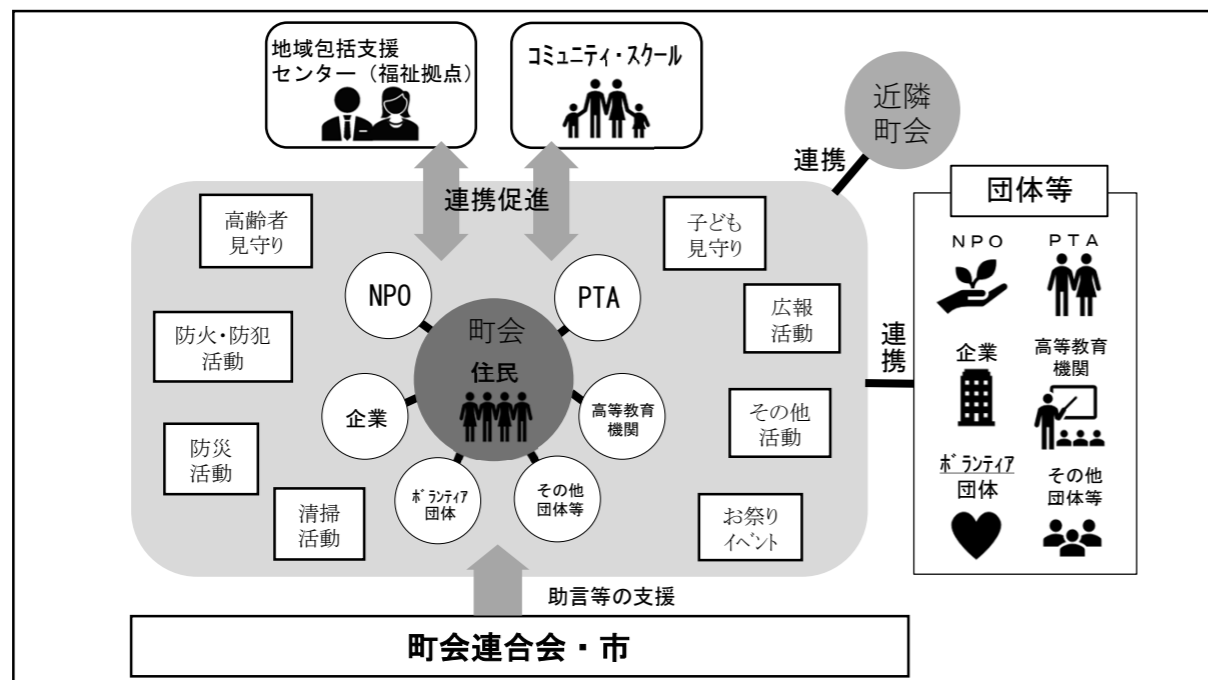 地域包括支援
センター（福祉拠点）
コミュニティ・スクール
近隣
町会
連携
連携促進
高齢者
見守り
子ども
見守り
NPO
PTA
防火・防犯
活動
広報
活動
町会
住民
企業
高等教育
機関
防災
活動
その他
活動
ボランティア
団体
その他
団体等
清掃
活動
お祭り
イベント
連携
団体等
NPO
PTA
企業
高等教育
機関
ボランティア
団体
その他
団体等
助言等の支援
町会連合会・市